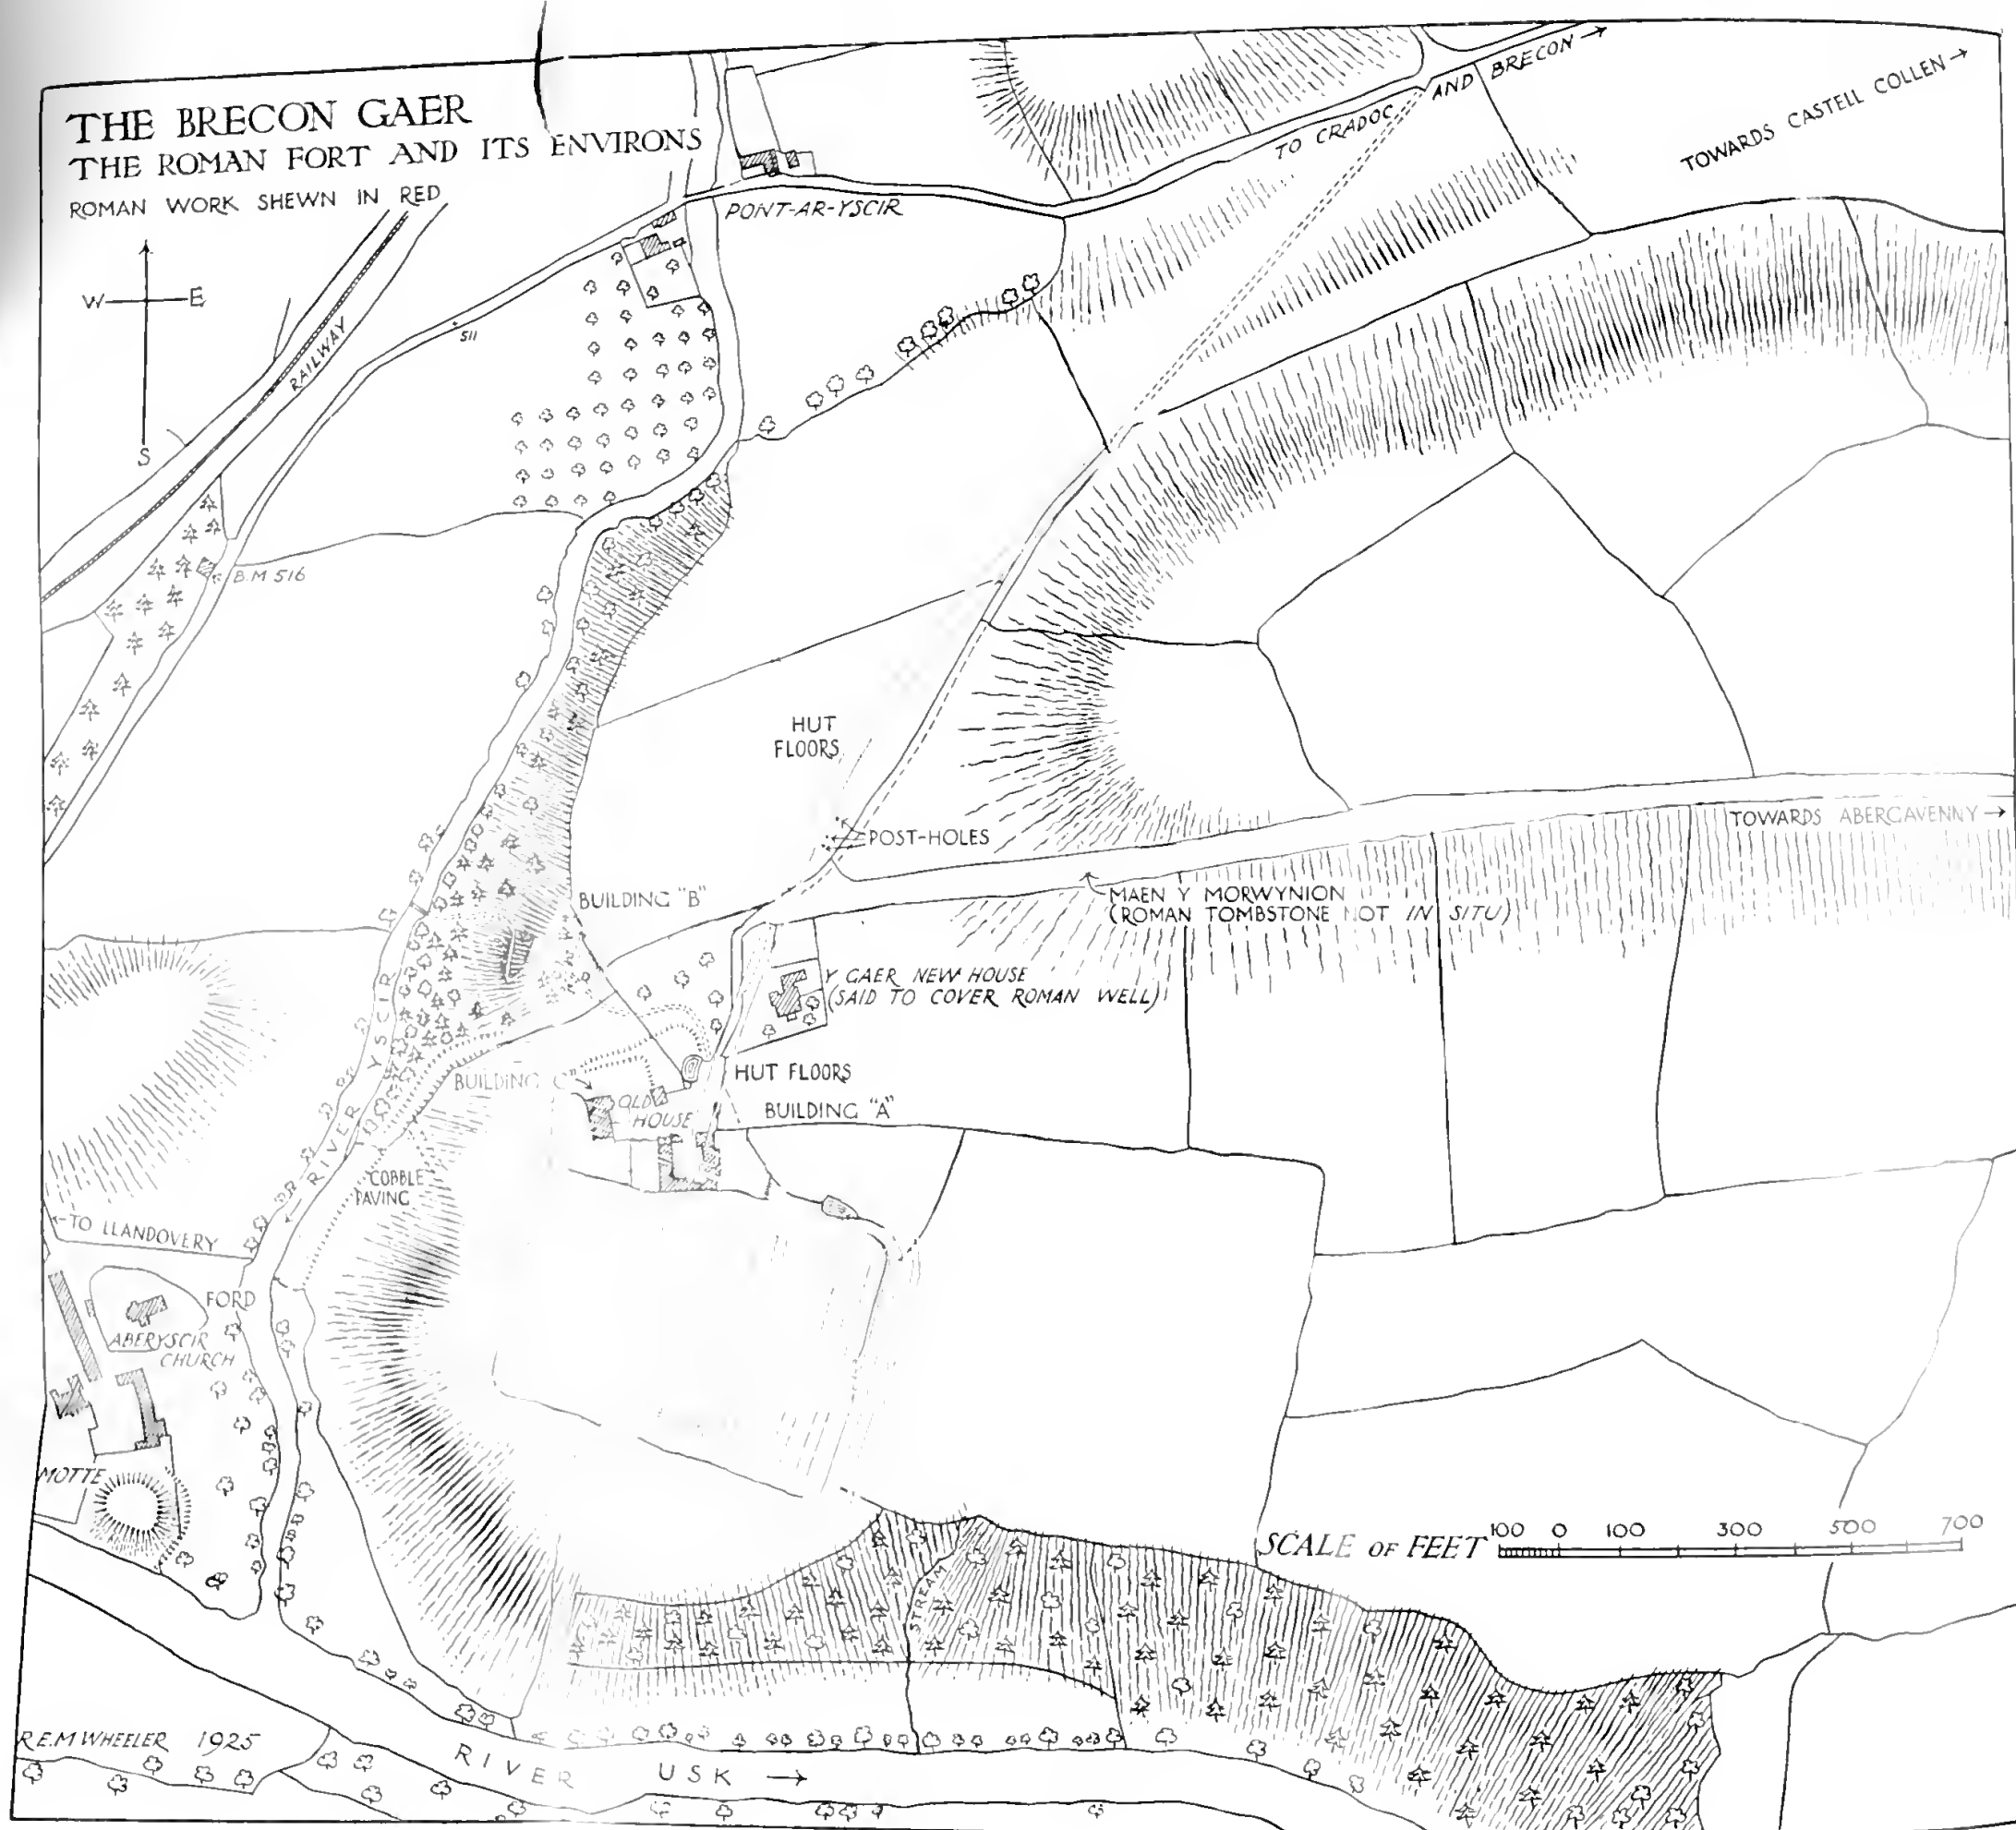 THE BRECON GAER
THE ROMAN FORT AND ITS ENVIRONS
ROMAN WORK SHEWN IN RED
W E
S
RAILWAY
511
B.M 516
PONT-AR-YSCIR
TO CRADOC AND BRECON →
TOWARDS CASTELL COLLEN →
HUT
FLOORS
POST-HOLES
TOWARDS ABERGAVENNY →
BUILDING "B"
MAEN Y MORWYNION
(ROMAN TOMBSTONE NOT IN SITU)
Y GAER NEW HOUSE
(SAID TO COVER ROMAN WELL)
HUT FLOORS
BUILDING "A"
BUILDING
OLD
HOUSE
RIVER YSCIR
COBBLE
PAVING
← TO LLANDOVERY
FORD
ABERYSCIR
CHURCH
MOTTE
STREAM
SCALE OF FEET 100 0 100 300 500 700
R.E.M WHEELER 1925
RIVER USK →